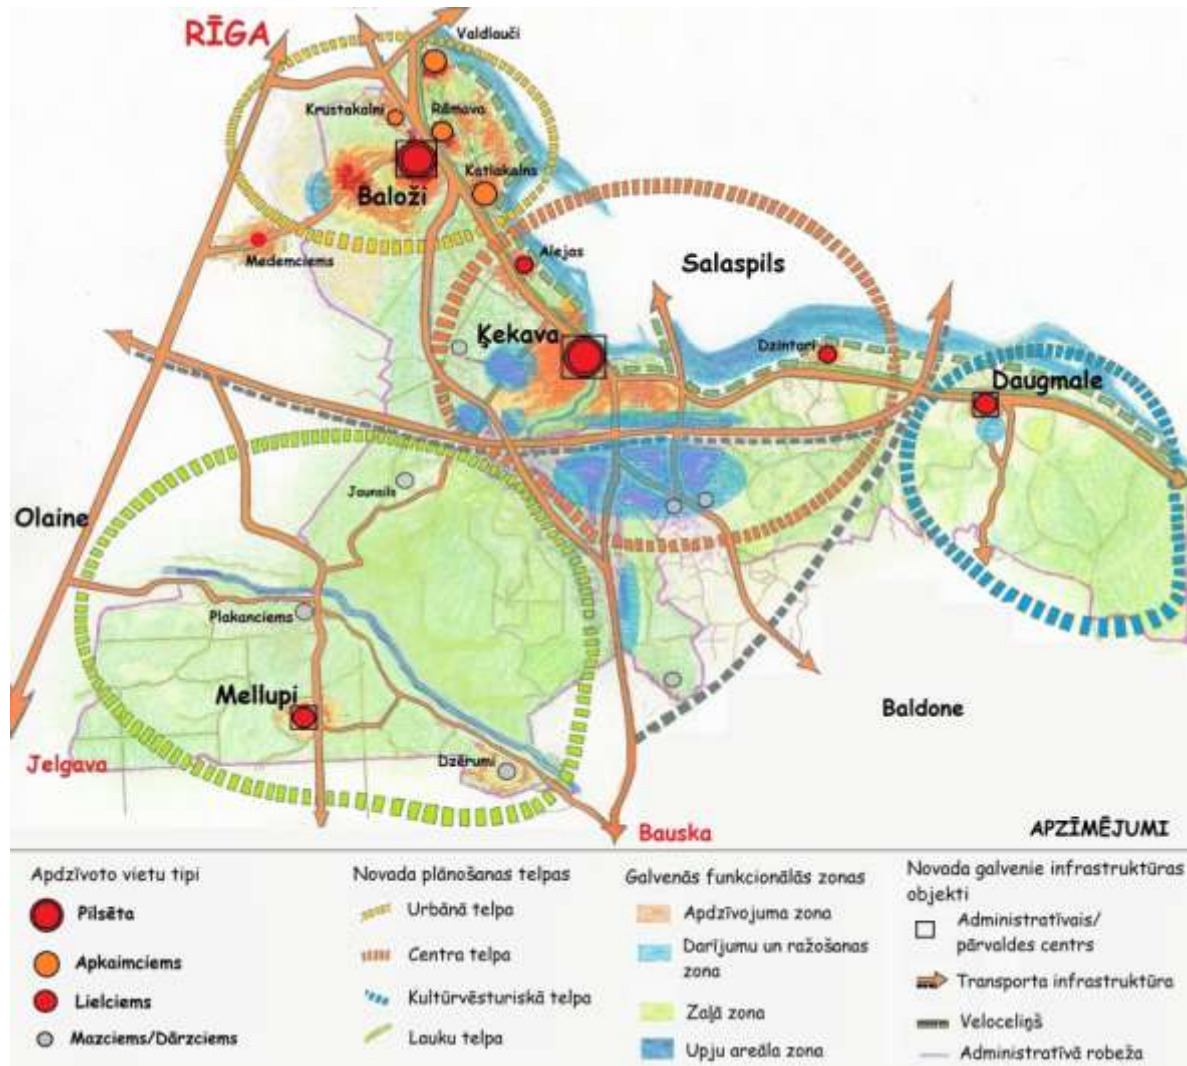 RĪGA
Valdlauči
Krustakalni
Rāmava
Katlakalns
Baloži
Medemciems
Alejas
Salaspils
Ķekava
Dzintari
Daugmale
Jaunsils
Olaine
Plakanciems
Mellupi
Baldone
Jelgava
Dzērumi
Bauska
APZĪMĒJUMI
Apdzīvoto vietu tipi
Pilsēta
Apkaimciems
Lielciems
Mazciems/Dārzciems
Novada plānošanas telpas
Urbānā telpa
Centra telpa
Kultūrvēsturiskā telpa
Lauku telpa
Galvenās funkcionālās zonas
Apdzīvojuma zona
Darījumu un ražošanas
zona
Zaļā zona
Upju areāla zona
Novada galvenie infrastruktūras
objekti
Administratīvais/
pārvaldes centrs
Transporta infrastruktūra
Veloceliņš
Administratīvā robeža